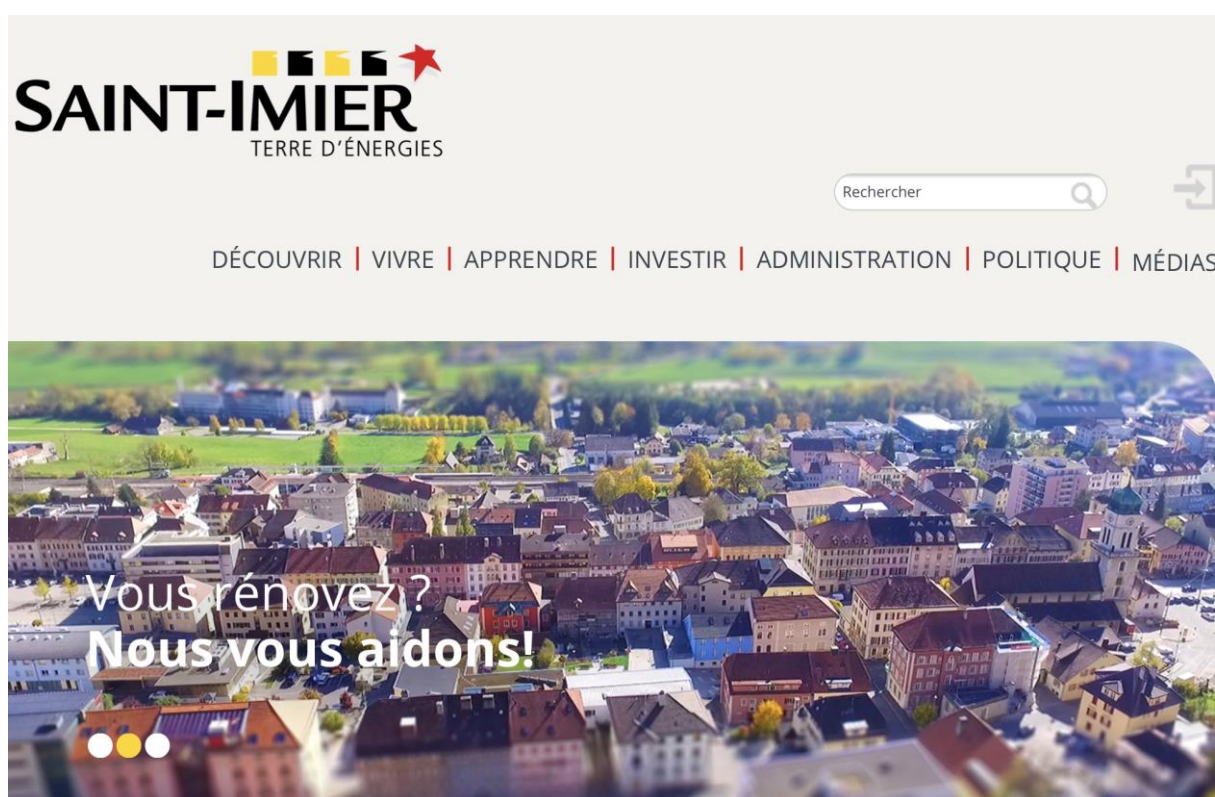 SAINT-IMIER
TERRE D'ÉNERGIES
Rechercher
DÉCOUVRIR | VIVRE | APPRENDRE | INVESTIR | ADMINISTRATION | POLITIQUE | MÉDIAS
Vous rénovez ?
Nous vous aidons!